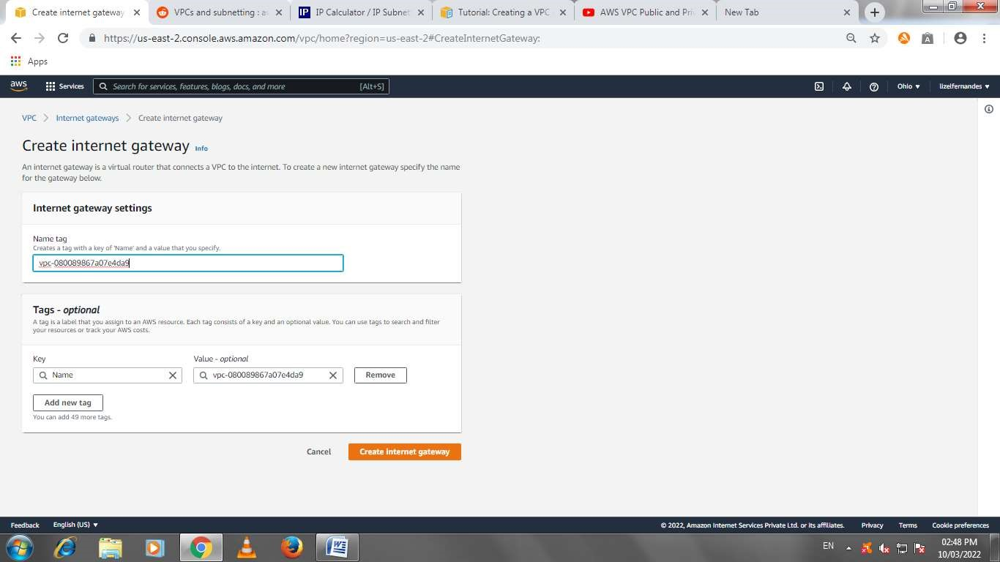 Create internet gateway
VPCs and subnetting : a
IP Calculator / IP Subnet
Tutorial: Creating a VPC
AWS VPC Public and Pri
New Tab
https://us-east-2.console.aws.amazon.com/vpc/home?region=us-east-2#CreateInternetGateway:
Apps
aws
Services
Search for services, features, blogs, docs, and more
[Alt+S]
Ohio
lizelfernandes
VPC
Internet gateways
Create internet gateway
Create internet gateway Info
An internet gateway is a virtual router that connects a VPC to the internet. To create a new internet gateway specify the name
for the gateway below.
Internet gateway settings
Name tag
Creates a tag with a key of 'Name' and a value that you specify.
vpc-080089867a07e4da9
Tags - optional
A tag is a label that you assign to an AWS resource. Each tag consists of a key and an optional value. You can use tags to search and filter
your resources or track your AWS costs.
Key
Value - optional
Name
vpc-080089867a07e4da9
Remove
Add new tag
You can add 49 more tags.
Cancel
Create internet gateway
Feedback
English (US)
© 2022, Amazon Internet Services Private Ltd. or its affiliates.
Privacy
Terms
Cookie preferences
EN
02:48 PM
10/03/2022